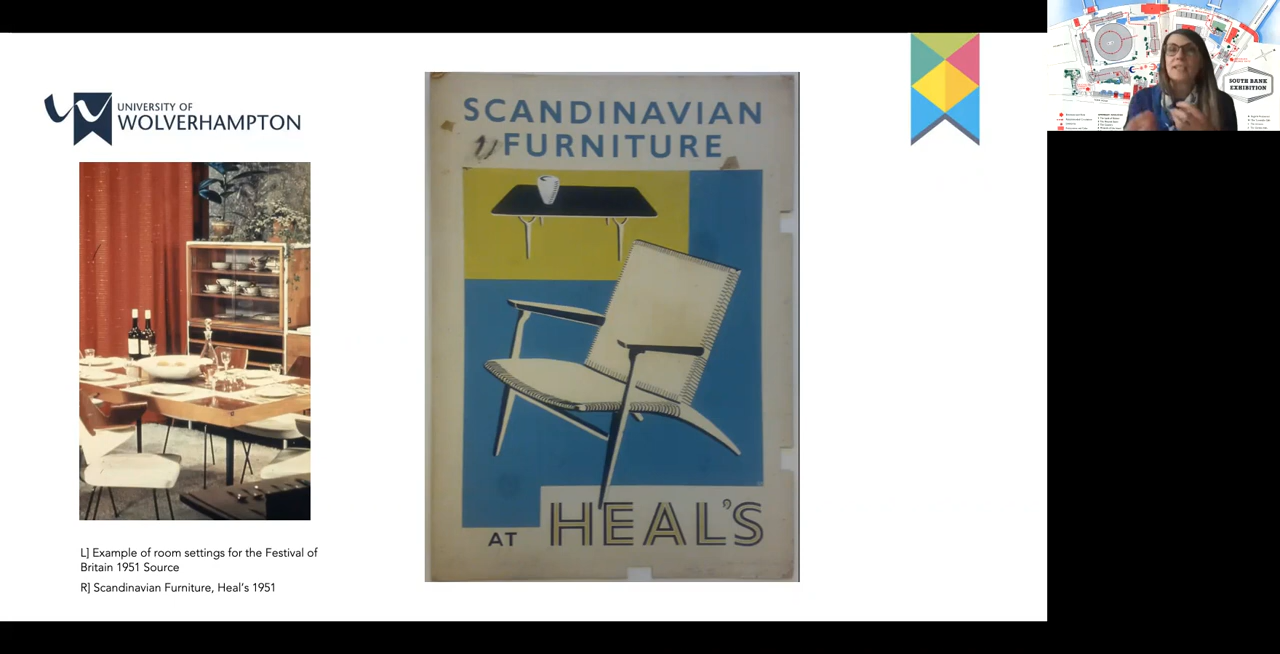 UNIVERSITY OF
WOLVERHAMPTON
SCANDINAVIAN
FURNITURE
AT HEAL'S
L] Example of room settings for the Festival of
Britain 1951 Source
R] Scandinavian Furniture, Heal's 1951
SOUTH BANK
EXHIBITION